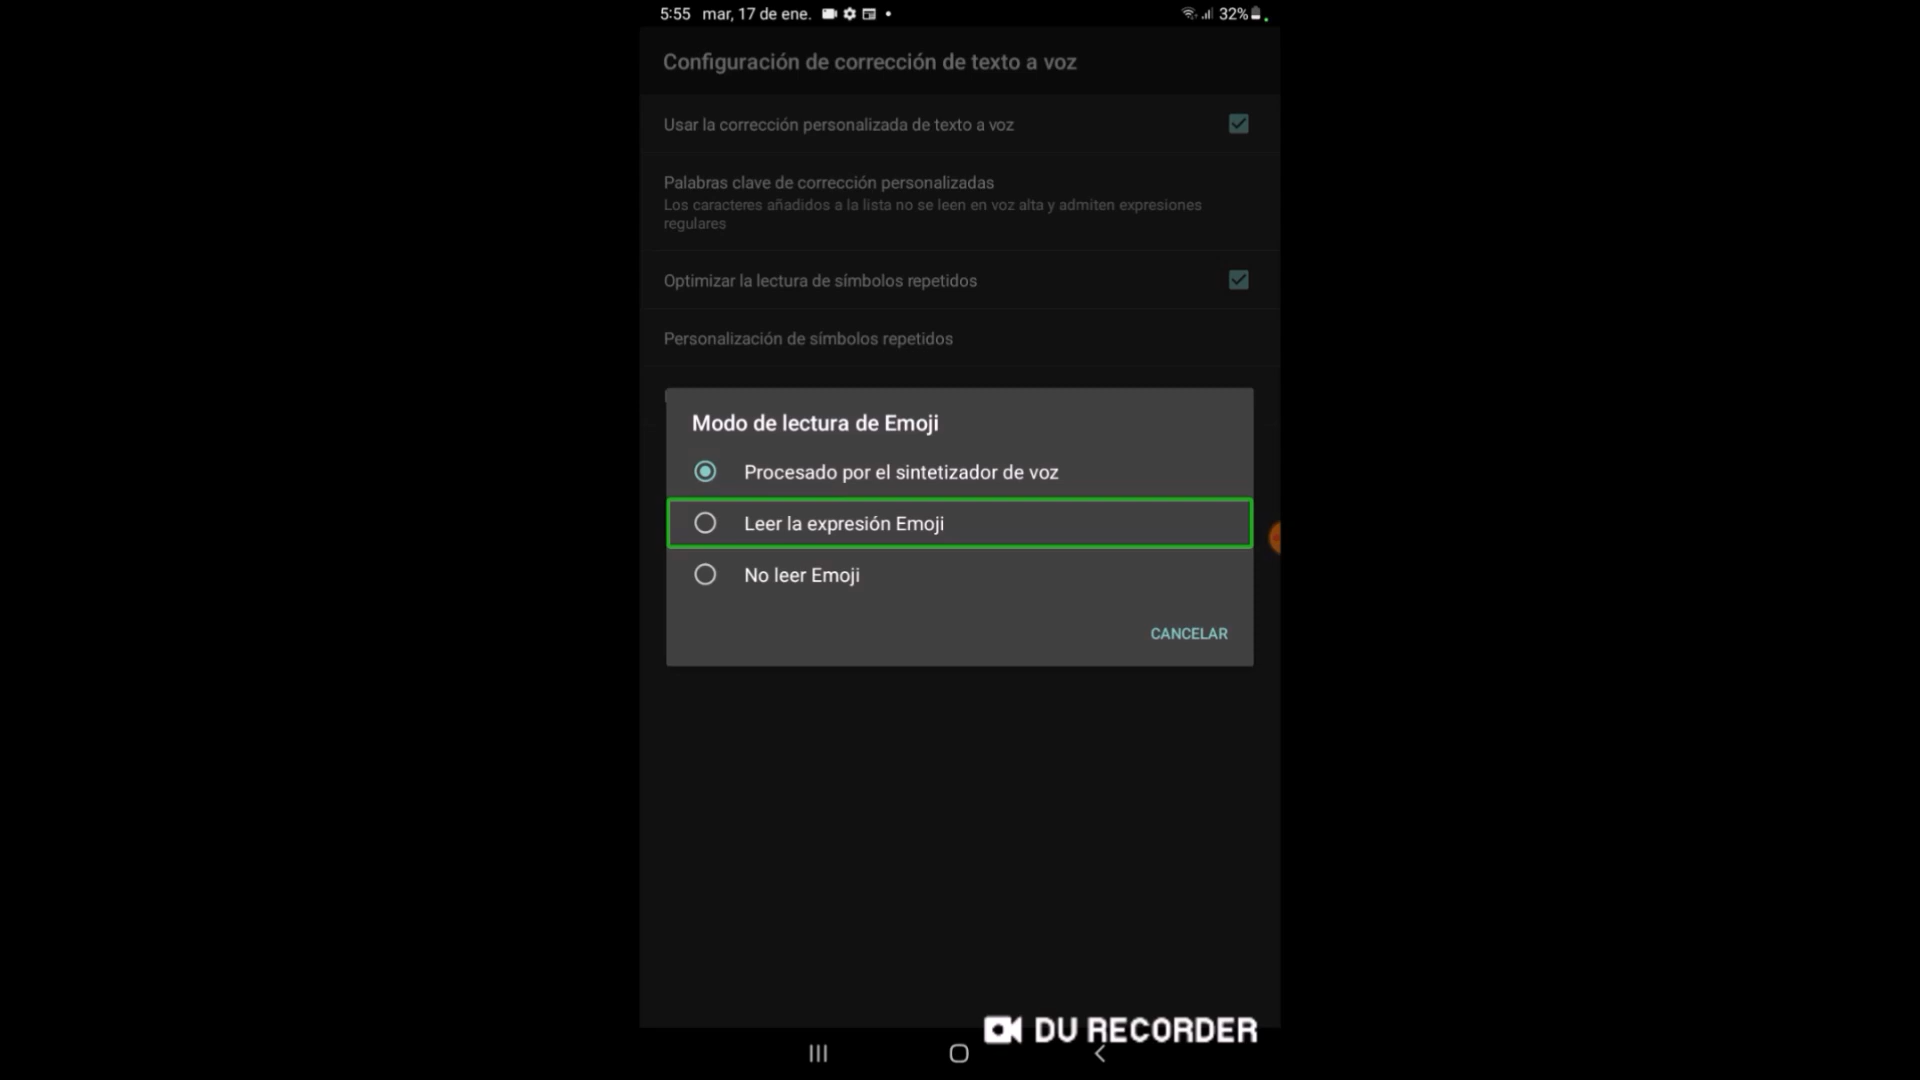 5:55 mar, 17 de ene. 32%
Configuración de corrección de texto a voz
Usar la corrección personalizada de texto a voz
Palabras clave de corrección personalizadas
Los caracteres añadidos a la lista no se leen en voz alta y admiten expresiones
regulares
Optimizar la lectura de símbolos repetidos
Personalización de símbolos repetidos
Modo de lectura de Emoji
Procesado por el sintetizador de voz
Leer la expresión Emoji
No leer Emoji
CANCELAR
DU RECORDER